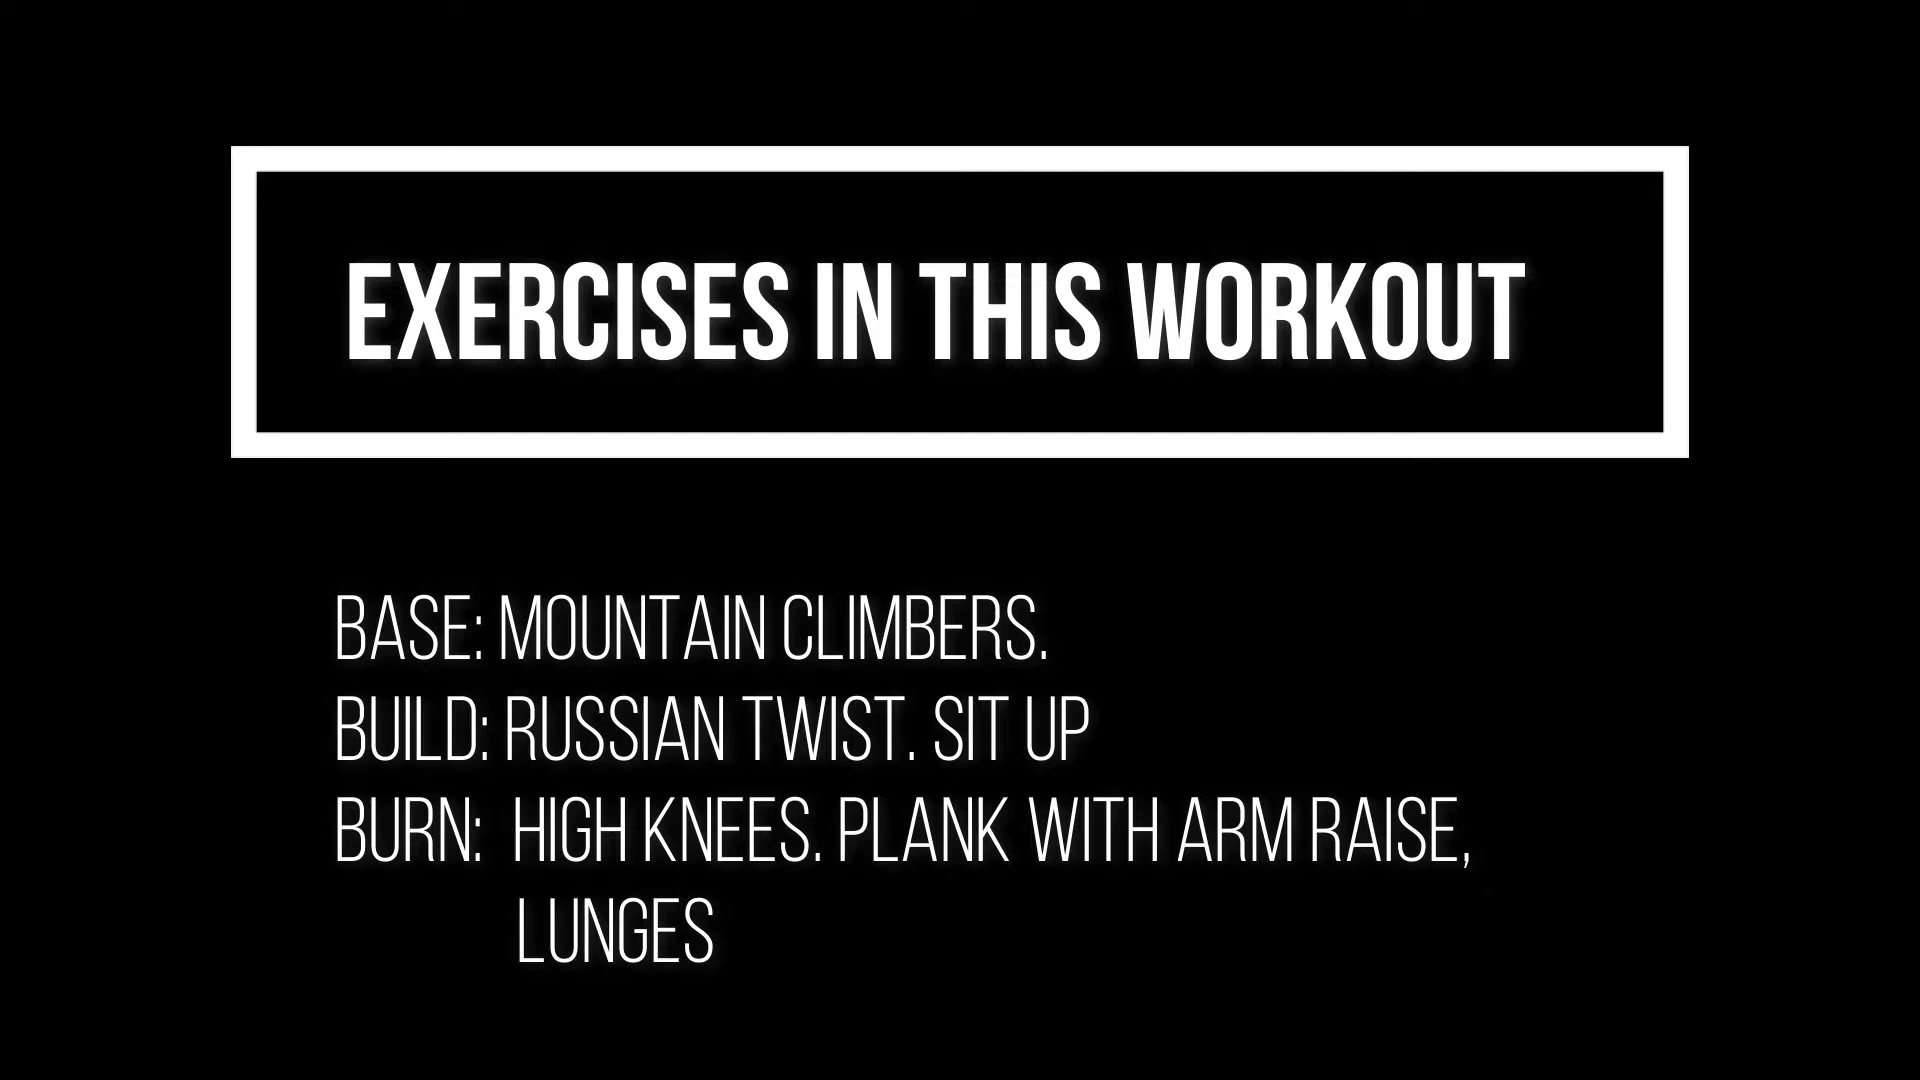 EXERCISES IN THIS WORKOUT
BASE: MOUNTAIN CLIMBERS.
BUILD: RUSSIAN TWIST. SIT UP
BURN: HIGH KNEES. PLANK WITH ARM RAISE,
LUNGES